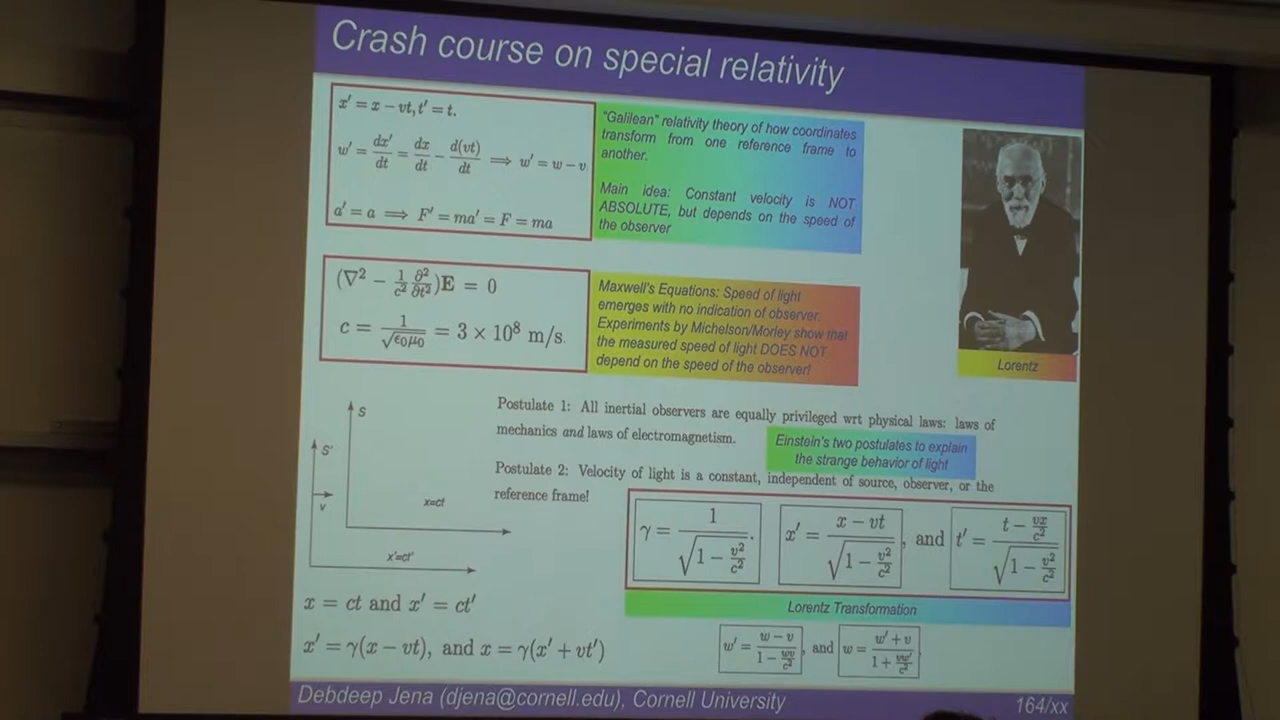 Crash course on special relativity
x′ = x − vt, t′ = t.
w′ = dx′/dt = dx/dt − d(vt)/dt ⟹ w′ = w − v
a′ = a ⟹ F′ = ma′ = F = ma
"Galilean" relativity theory of how coordinates
transform from one reference frame to
another.
Main idea: Constant velocity is NOT
ABSOLUTE, but depends on the speed of
the observer
(∇² − 1/c² ∂²/∂t²)E = 0
c = 1/√ϵ₀μ₀ = 3 × 10⁸ m/s.
Maxwell's Equations: Speed of light
emerges with no indication of observer.
Experiments by Michelson/Morley show that
the measured speed of light DOES NOT
depend on the speed of the observer!
Lorentz
S
S'
v
x=ct
x'=ct'
Postulate 1: All inertial observers are equally privileged wrt physical laws: laws of
mechanics and laws of electromagnetism.
Einstein's two postulates to explain
the strange behavior of light
Postulate 2: Velocity of light is a constant, independent of source, observer, or the
reference frame!
γ = 1/√(1 − v²/c²). x′ = (x − vt)/√(1 − v²/c²), and t′ = (t − vx/c²)/√(1 − v²/c²)
Lorentz Transformation
x = ct and x′ = ct′
x′ = γ(x − vt), and x = γ(x′ + vt′)
w′ = (w − v)/(1 − wv/c²), and w = (w′ + v)/(1 + vw′/c²)
Debdeep Jena (djena@cornell.edu), Cornell University
164/xx